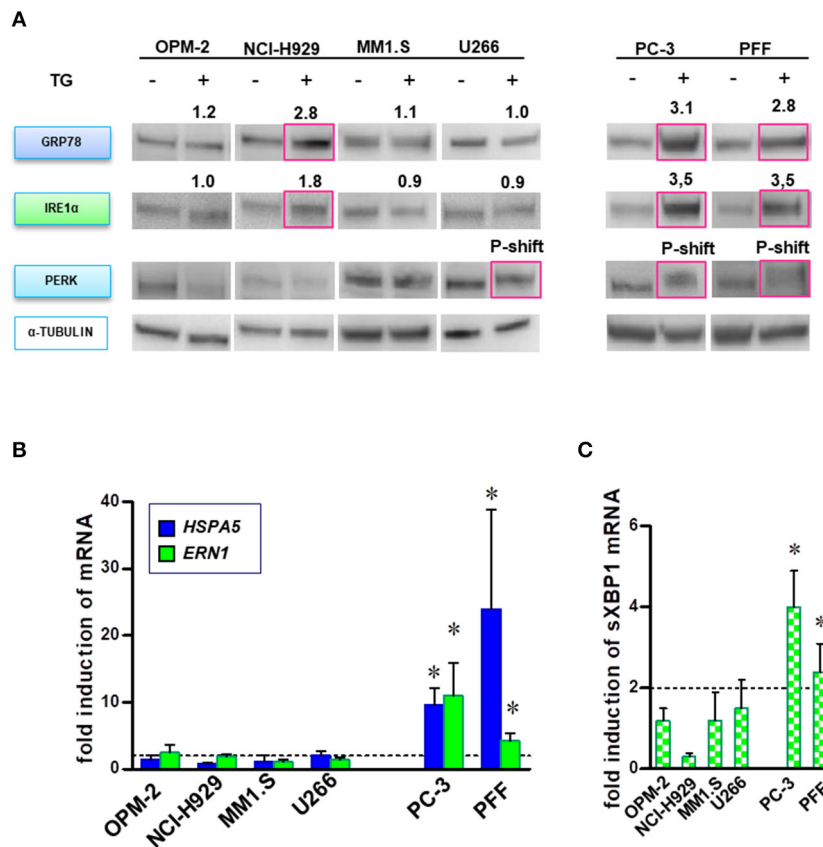 A
OPM-2 NCI-H929 MM1.S U266 PC-3 PFF
TG - + - + - + - + - + - +
1.2 2.8 1.1 1.0 3.1 2.8
GRP78
1.0 1.8 0.9 0.9 3,5 3,5
IRE1α
P-shift P-shift P-shift
PERK
α-TUBULIN
B
fold induction of mRNA
40
30
20
10
0
HSPA5
ERN1
* * * *
OPM-2 NCI-H929 MM1.S U266 PC-3 PFF
C
fold induction of sXBP1 mRNA
6
4
2
0
* *
OPM-2 NCI-H929 MM1.S U266 PC-3 PFF